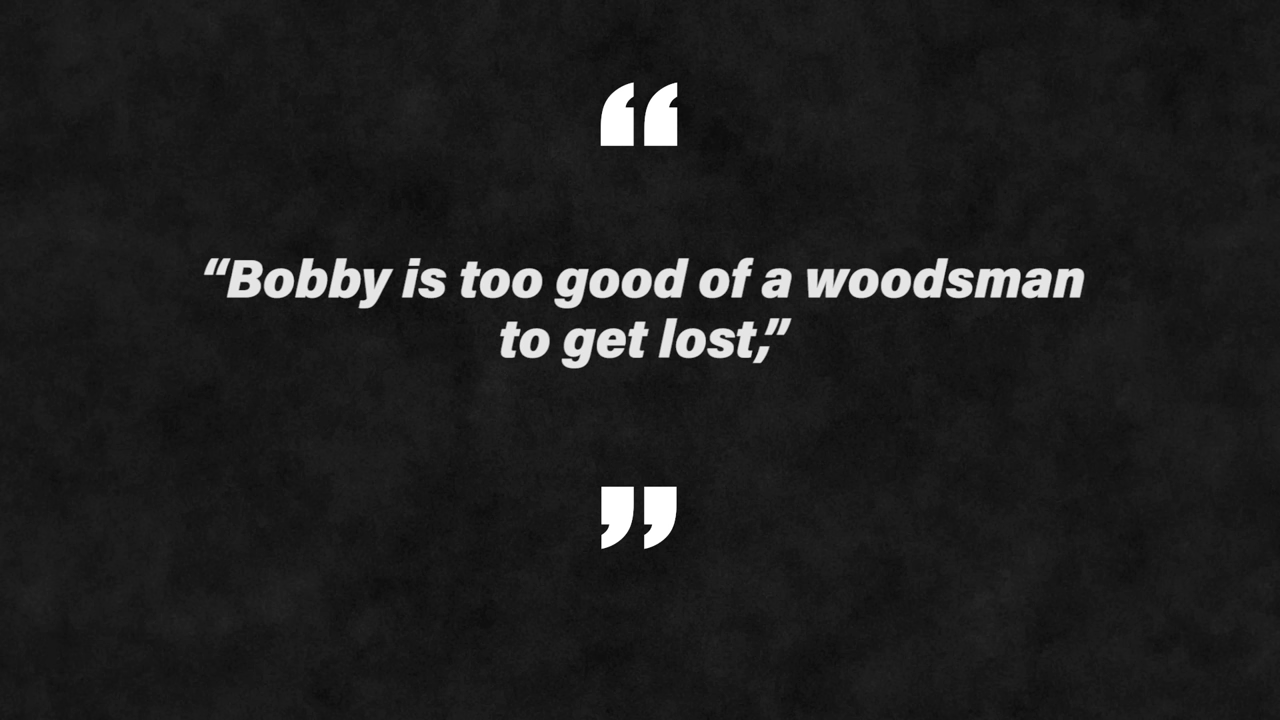 “
“Bobby is too good of a woodsman
to get lost,”
”